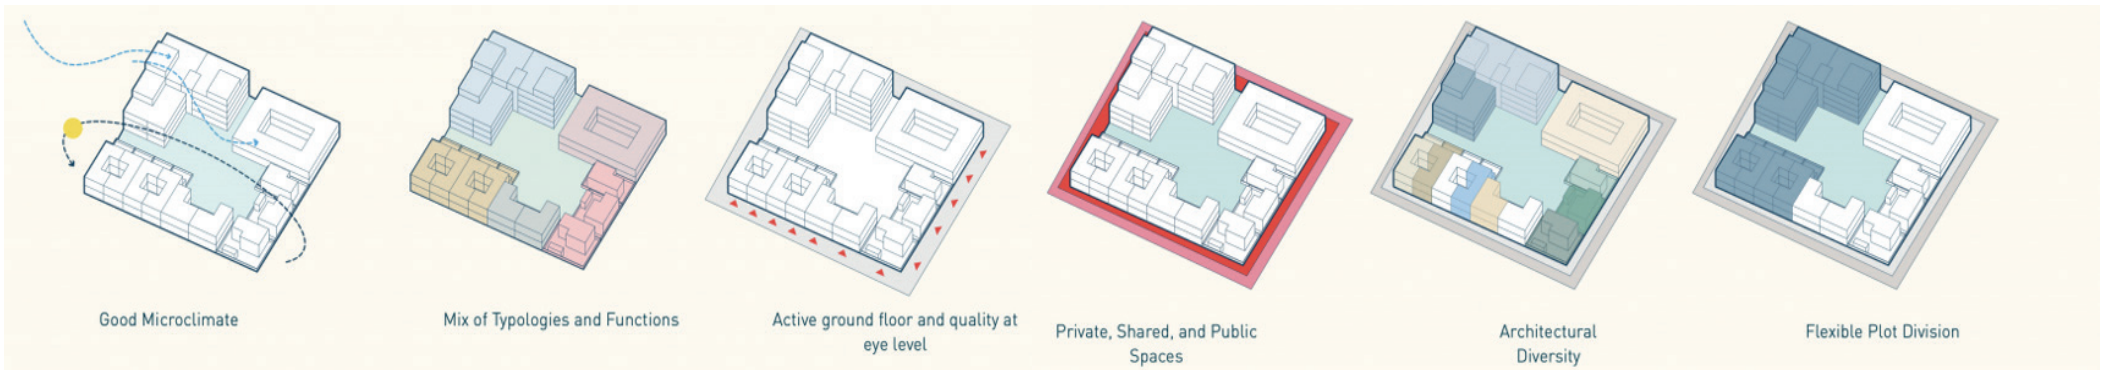 Good Microclimate
Mix of Typologies and Functions
Active ground floor and quality at
eye level
Private, Shared, and Public
Spaces
Architectural
Diversity
Flexible Plot Division